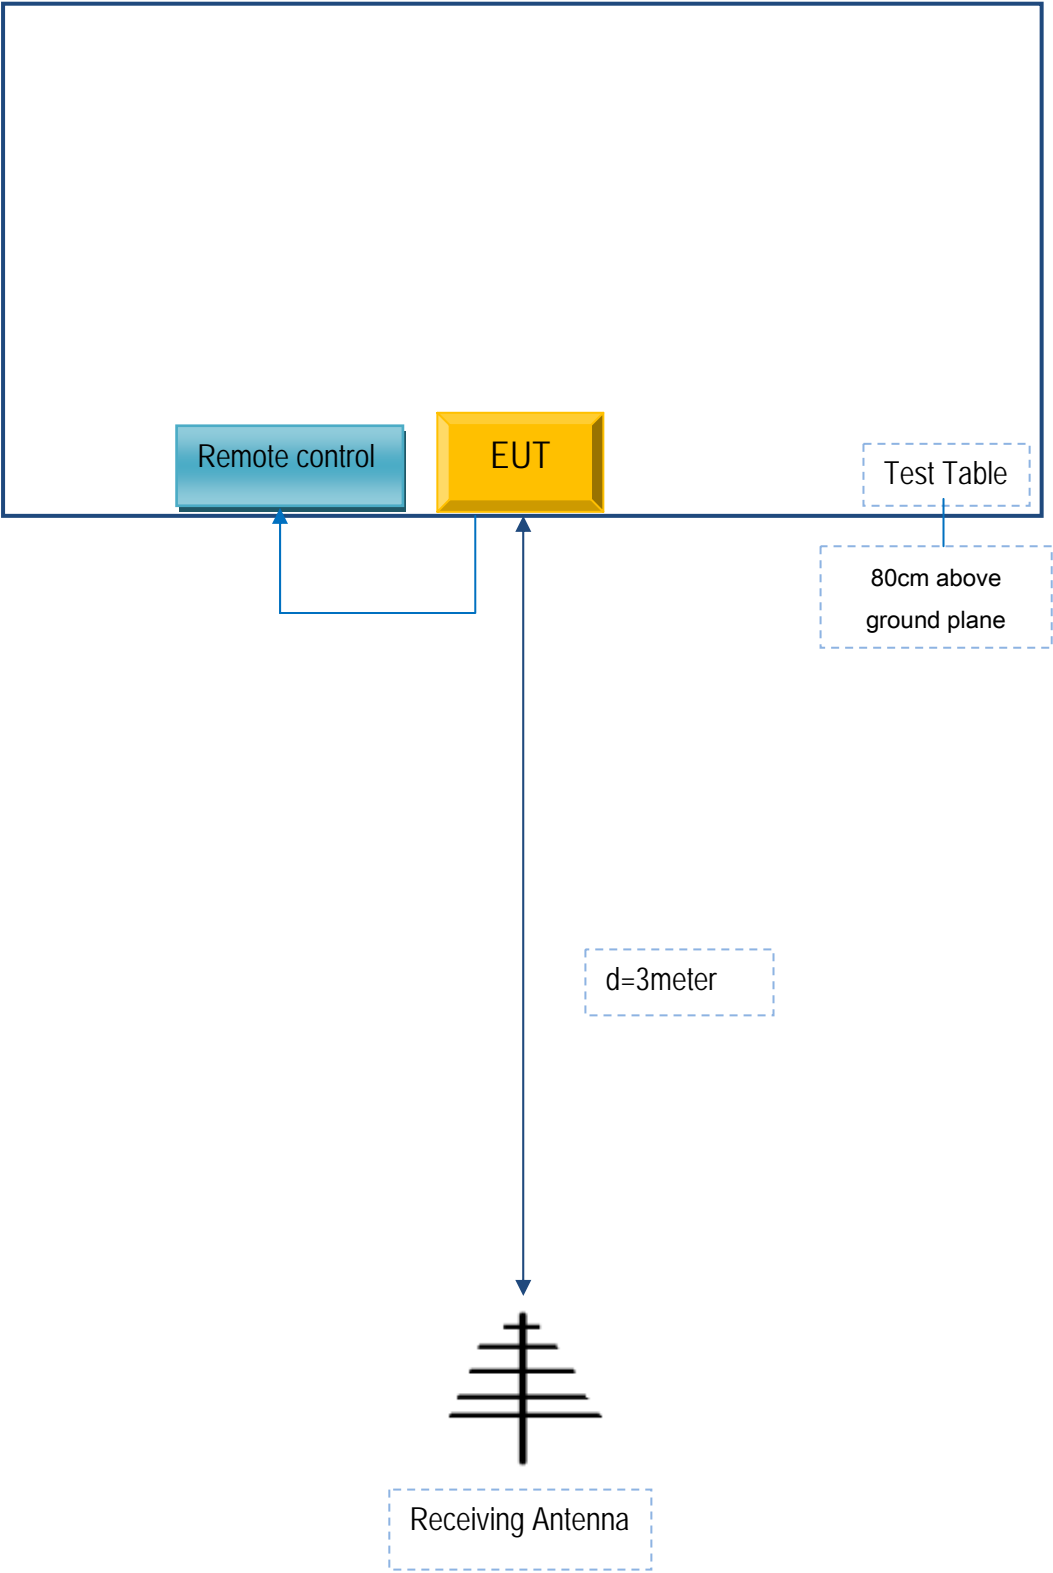 Remote control
EUT
Test Table
80cm above
ground plane
d=3meter
Receiving Antenna